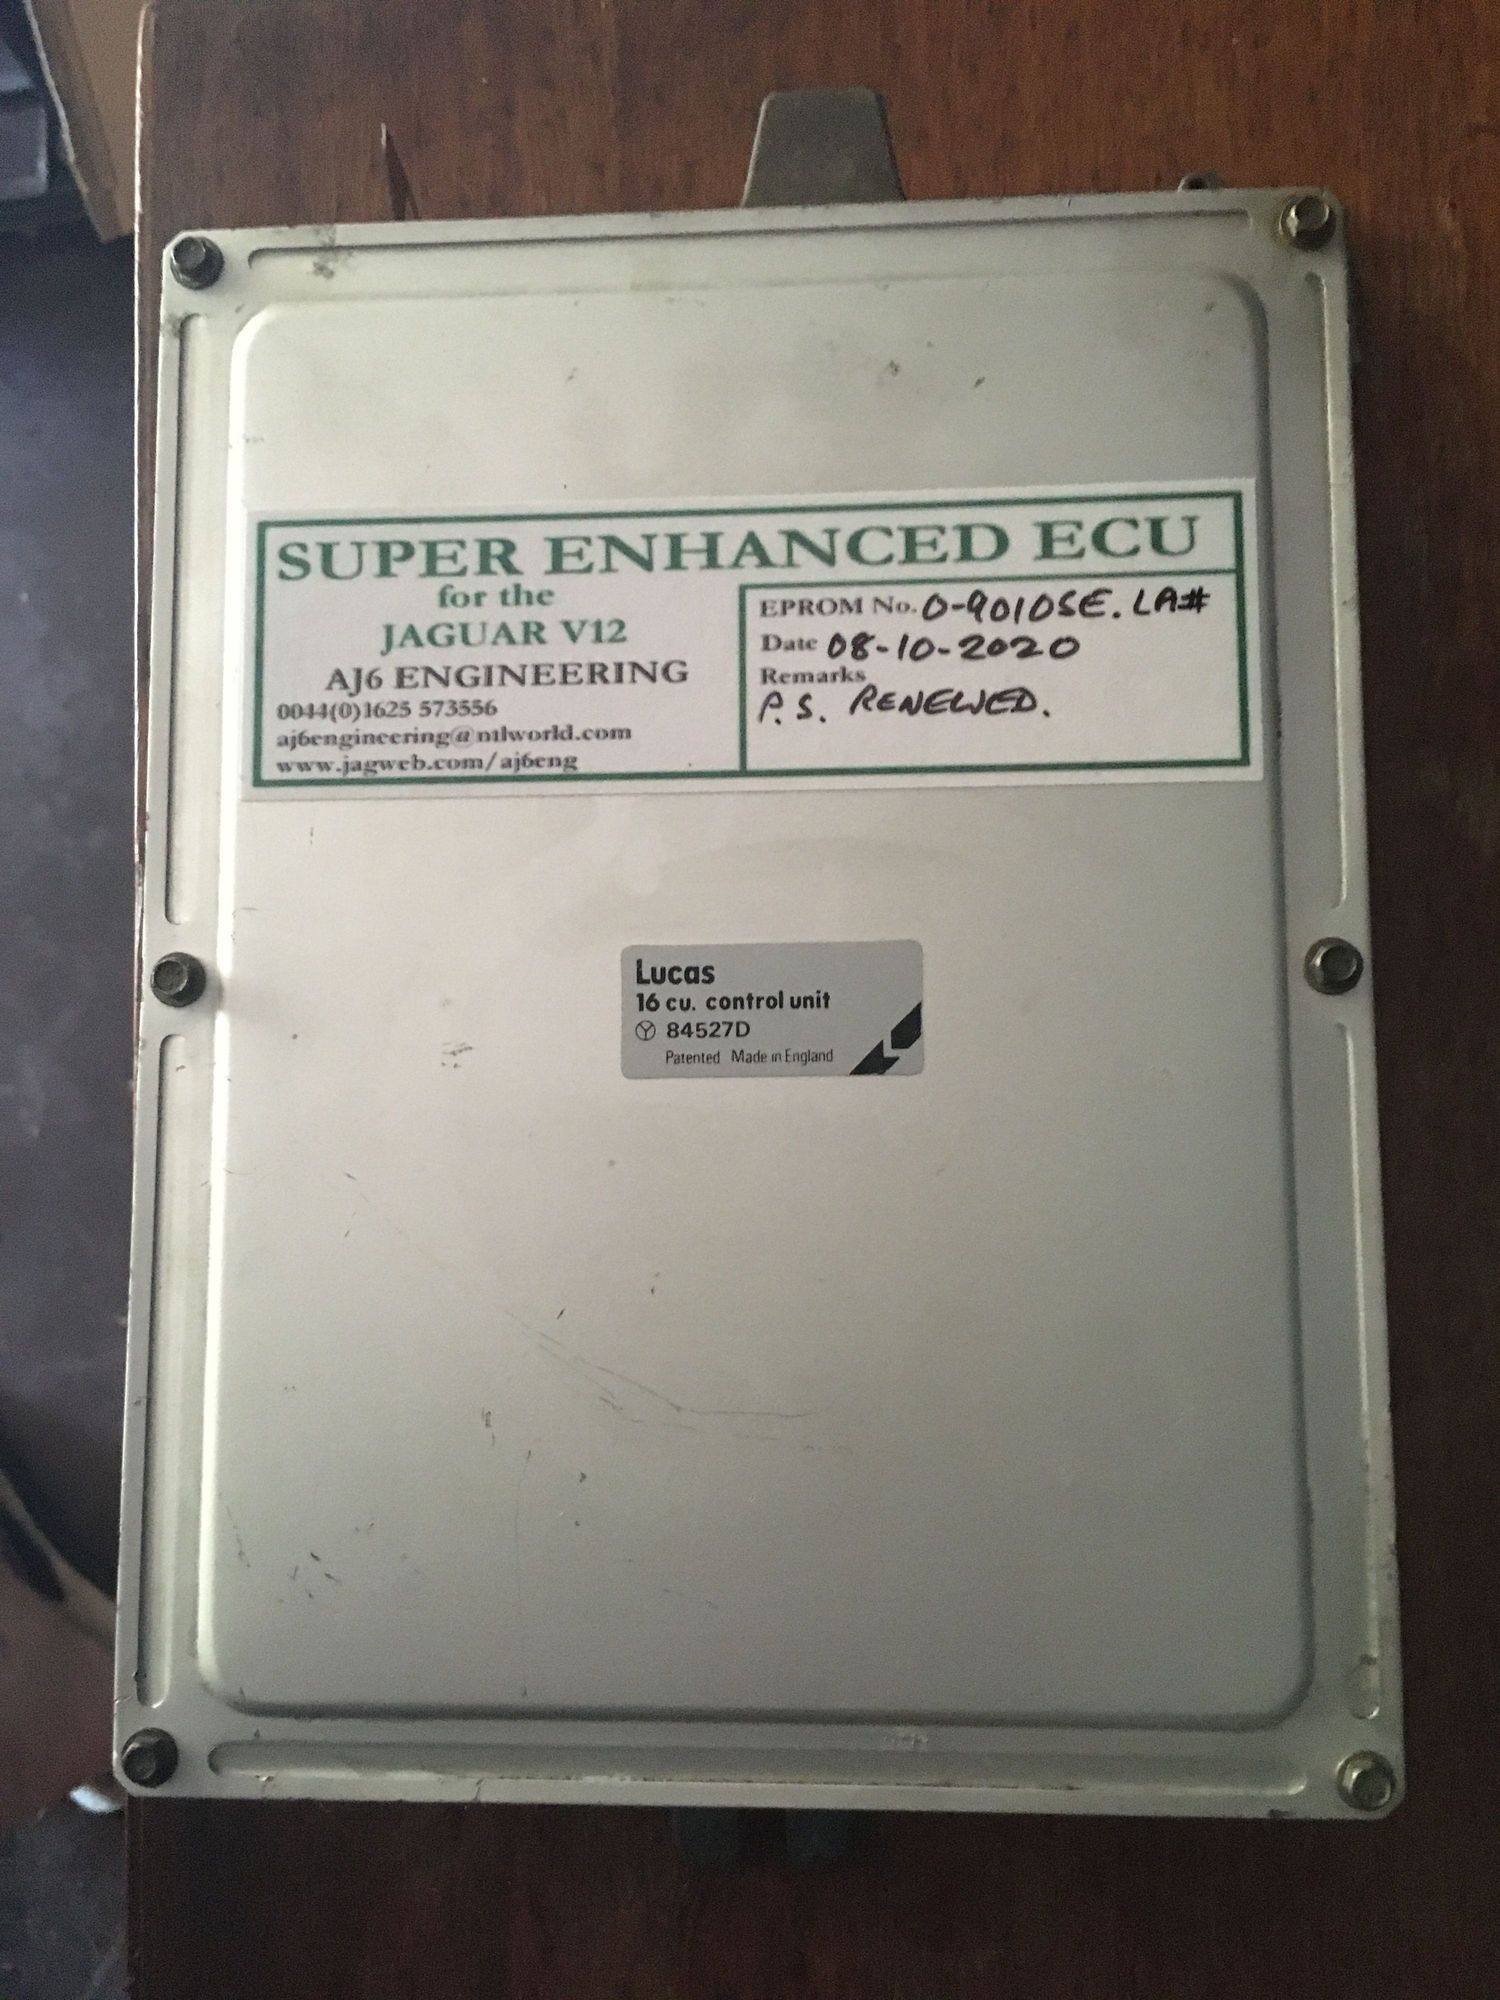 SUPER ENHANCED ECU
for the
JAGUAR V12
AJ6 ENGINEERING
0044(0)1625 573556
aj6engineering@ntlworld.com
www.jagweb.com/aj6eng
EPROM No. 0-9010SE. LA#
Date 08-10-2020
Remarks
P.S. RENEWED.
Lucas
16 cu. control unit
84527D
Patented Made in England